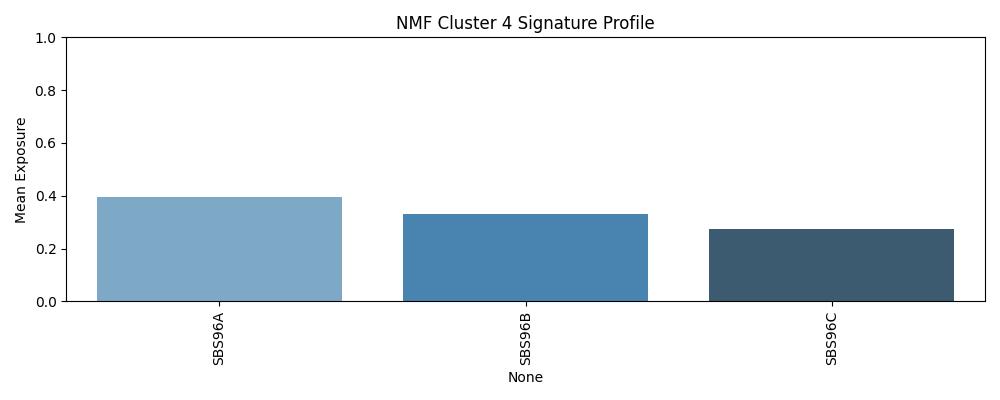 NMF Cluster 4 Signature Profile
1.0
0.8
0.6
0.4
0.2
0.0
Mean Exposure
SBS96A
SBS96B
SBS96C
None